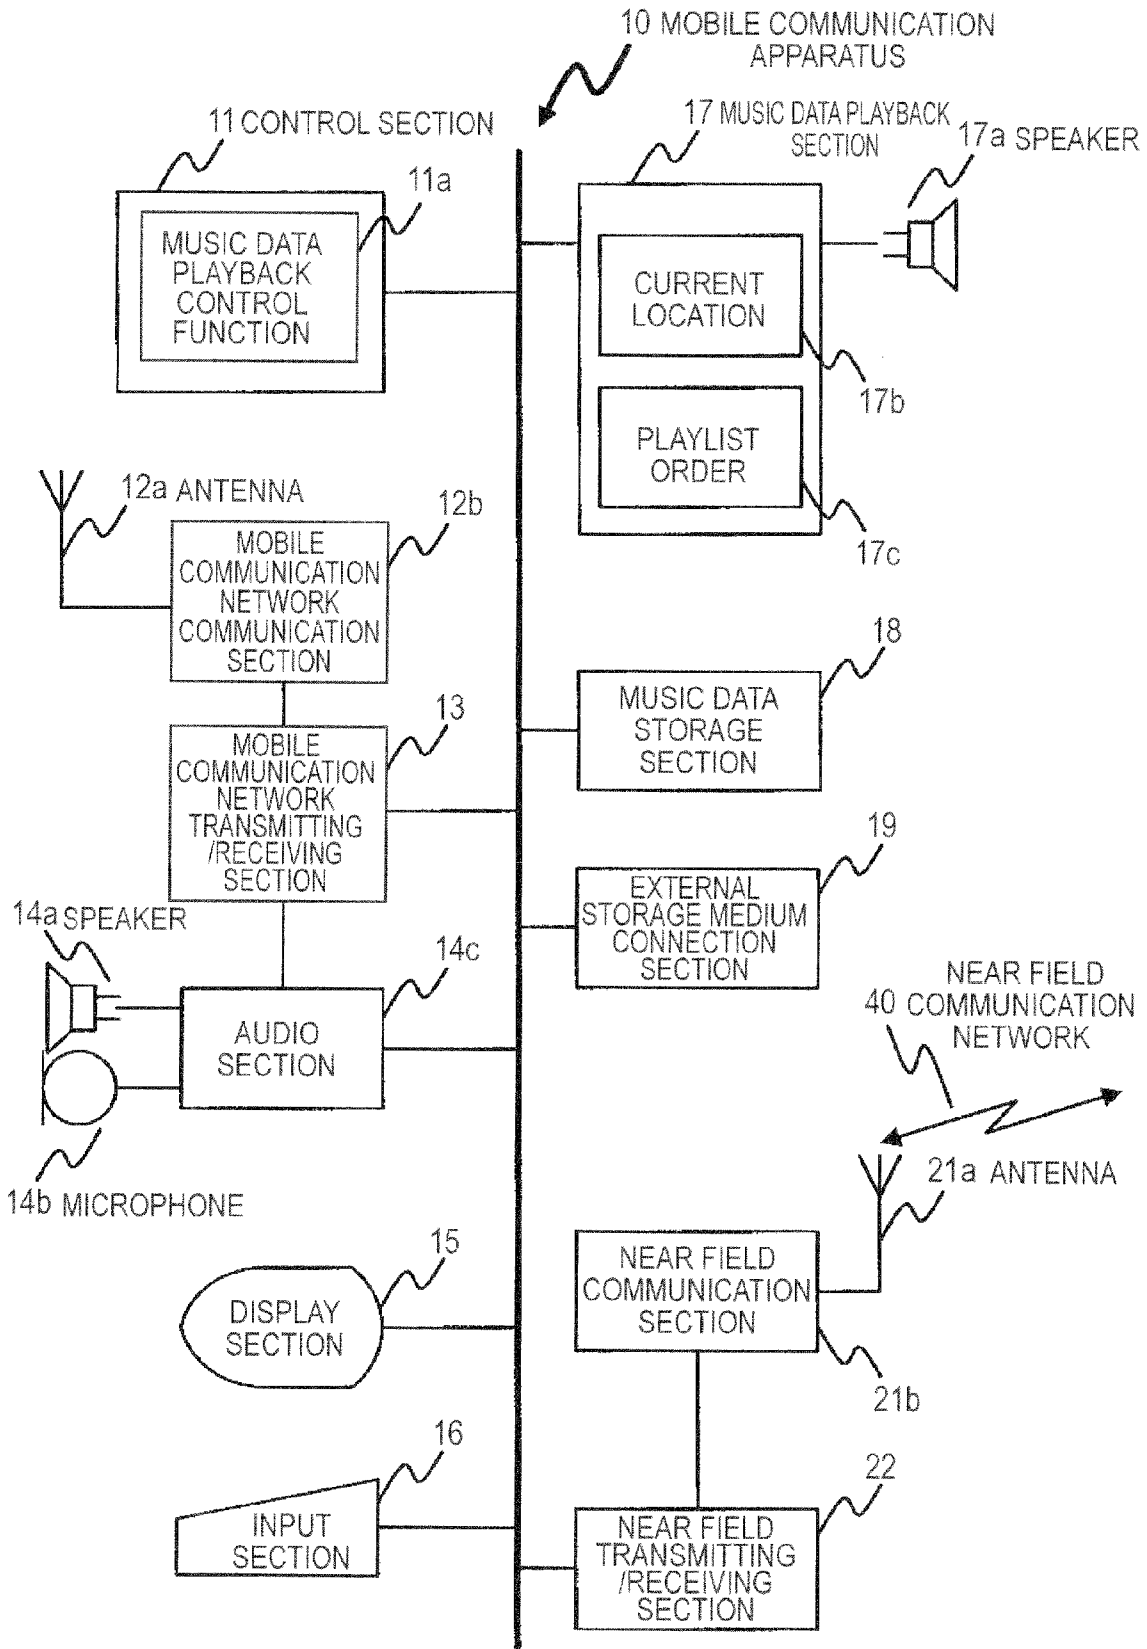 10 MOBILE COMMUNICATION
APPARATUS
11 CONTROL SECTION
11a
MUSIC DATA
PLAYBACK
CONTROL
FUNCTION
17 MUSIC DATA PLAYBACK
SECTION
17a SPEAKER
CURRENT
LOCATION
17b
PLAYLIST
ORDER
17c
12a ANTENNA
12b
MOBILE
COMMUNICATION
NETWORK
COMMUNICATION
SECTION
13
MOBILE
COMMUNICATION
NETWORK
TRANSMITTING
/RECEIVING
SECTION
18
MUSIC DATA
STORAGE
SECTION
19
EXTERNAL
STORAGE MEDIUM
CONNECTION
SECTION
14a SPEAKER
14c
AUDIO
SECTION
14b MICROPHONE
NEAR FIELD
40 COMMUNICATION
NETWORK
21a ANTENNA
NEAR FIELD
COMMUNICATION
SECTION
21b
15
DISPLAY
SECTION
16
INPUT
SECTION
22
NEAR FIELD
TRANSMITTING
/RECEIVING
SECTION